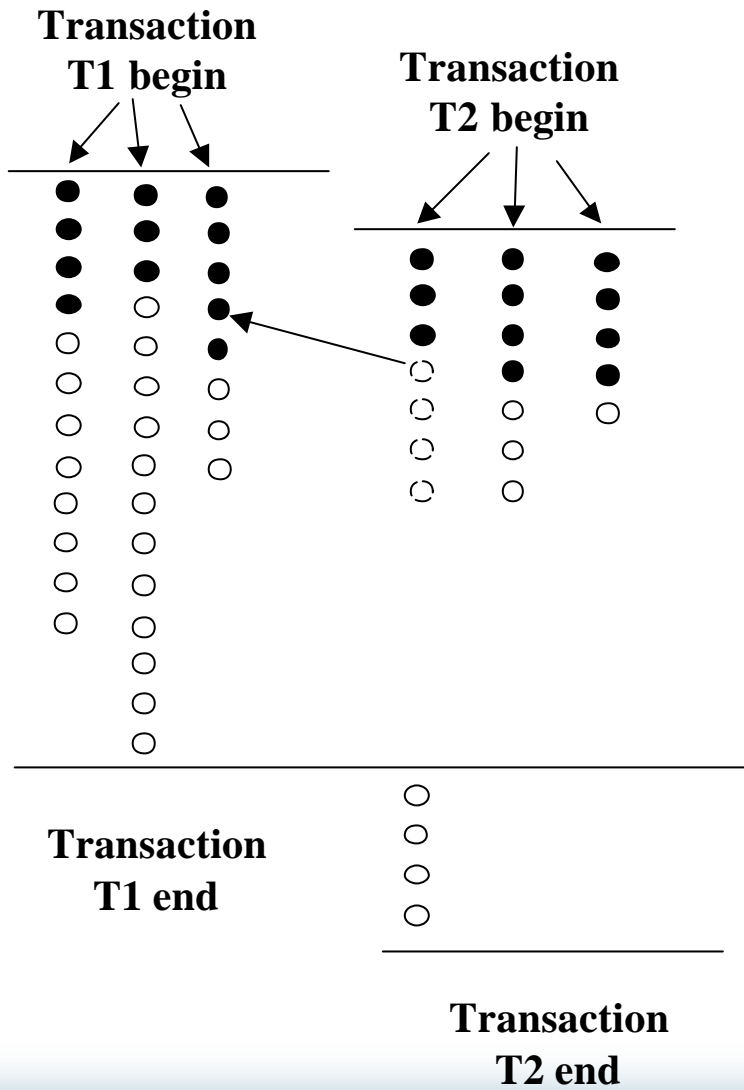 Transaction
T1 begin
Transaction
T2 begin
Transaction
T1 end
Transaction
T2 end